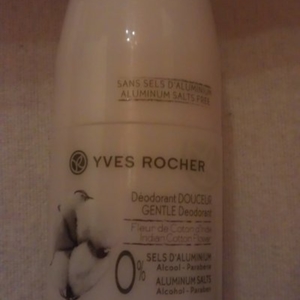 SANS SELS D'ALUMINIUM
ALUMINUM SALTS FREE
YVES ROCHER
Déodorant DOUCEUR
GENTLE Deodorant
Fleur de Coton d'Inde
Indian Cotton Flower
0%
SELS D'ALUMINIUM
Alcool - Parabène
ALUMINUM SALTS
Alcohol - Paraben